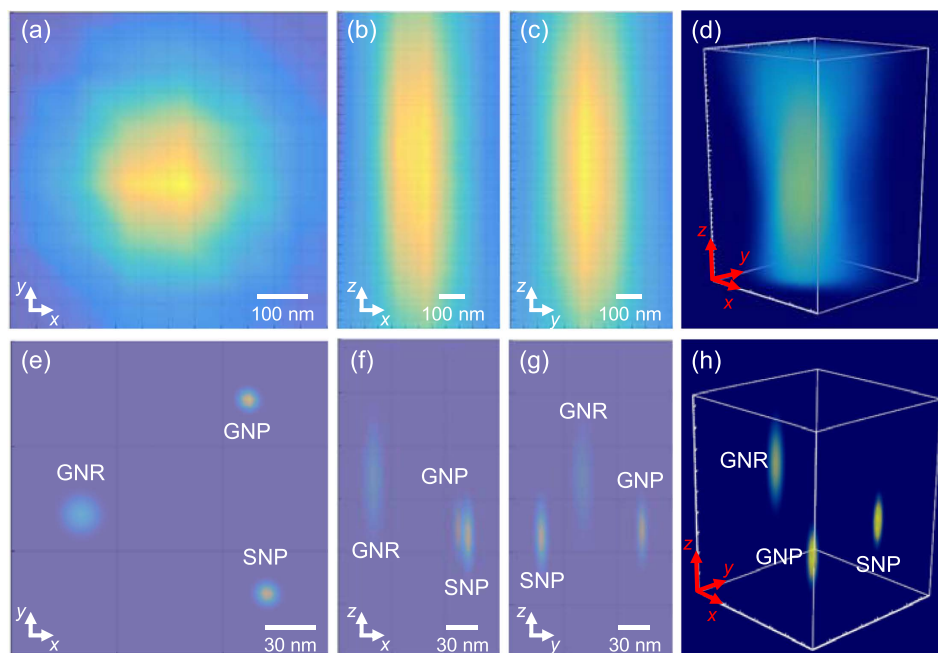 (a)
y
x
100 nm
(b)
z
x
100 nm
(c)
z
y
100 nm
(d)
z
y
x
(e)
GNP
GNR
SNP
y
x
30 nm
(f)
GNP
GNR
SNP
z
x
30 nm
(g)
GNR
GNP
SNP
z
y
30 nm
(h)
GNR
GNP
SNP
z
y
x